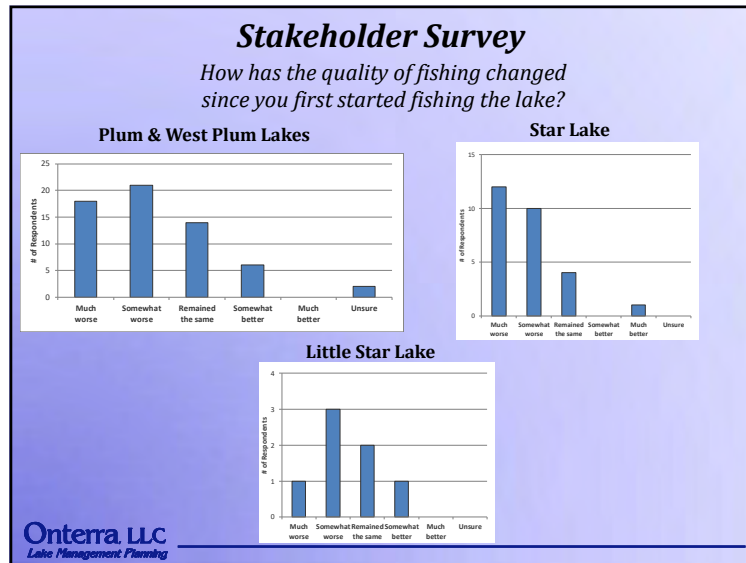 Stakeholder Survey
How has the quality of fishing changed
since you first started fishing the lake?
Plum & West Plum Lakes
25
20
15
10
5
0
# of Respondents
Much worse
Somewhat worse
Remained the same
Somewhat better
Much better
Unsure
Star Lake
15
10
5
0
# of Respondents
Much worse
Somewhat worse
Remained the same
Somewhat better
Much better
Unsure
Little Star Lake
4
3
2
1
0
# of Respondents
Much worse
Somewhat worse
Remained the same
Somewhat better
Much better
Unsure
Onterra, LLC
Lake Management Planning